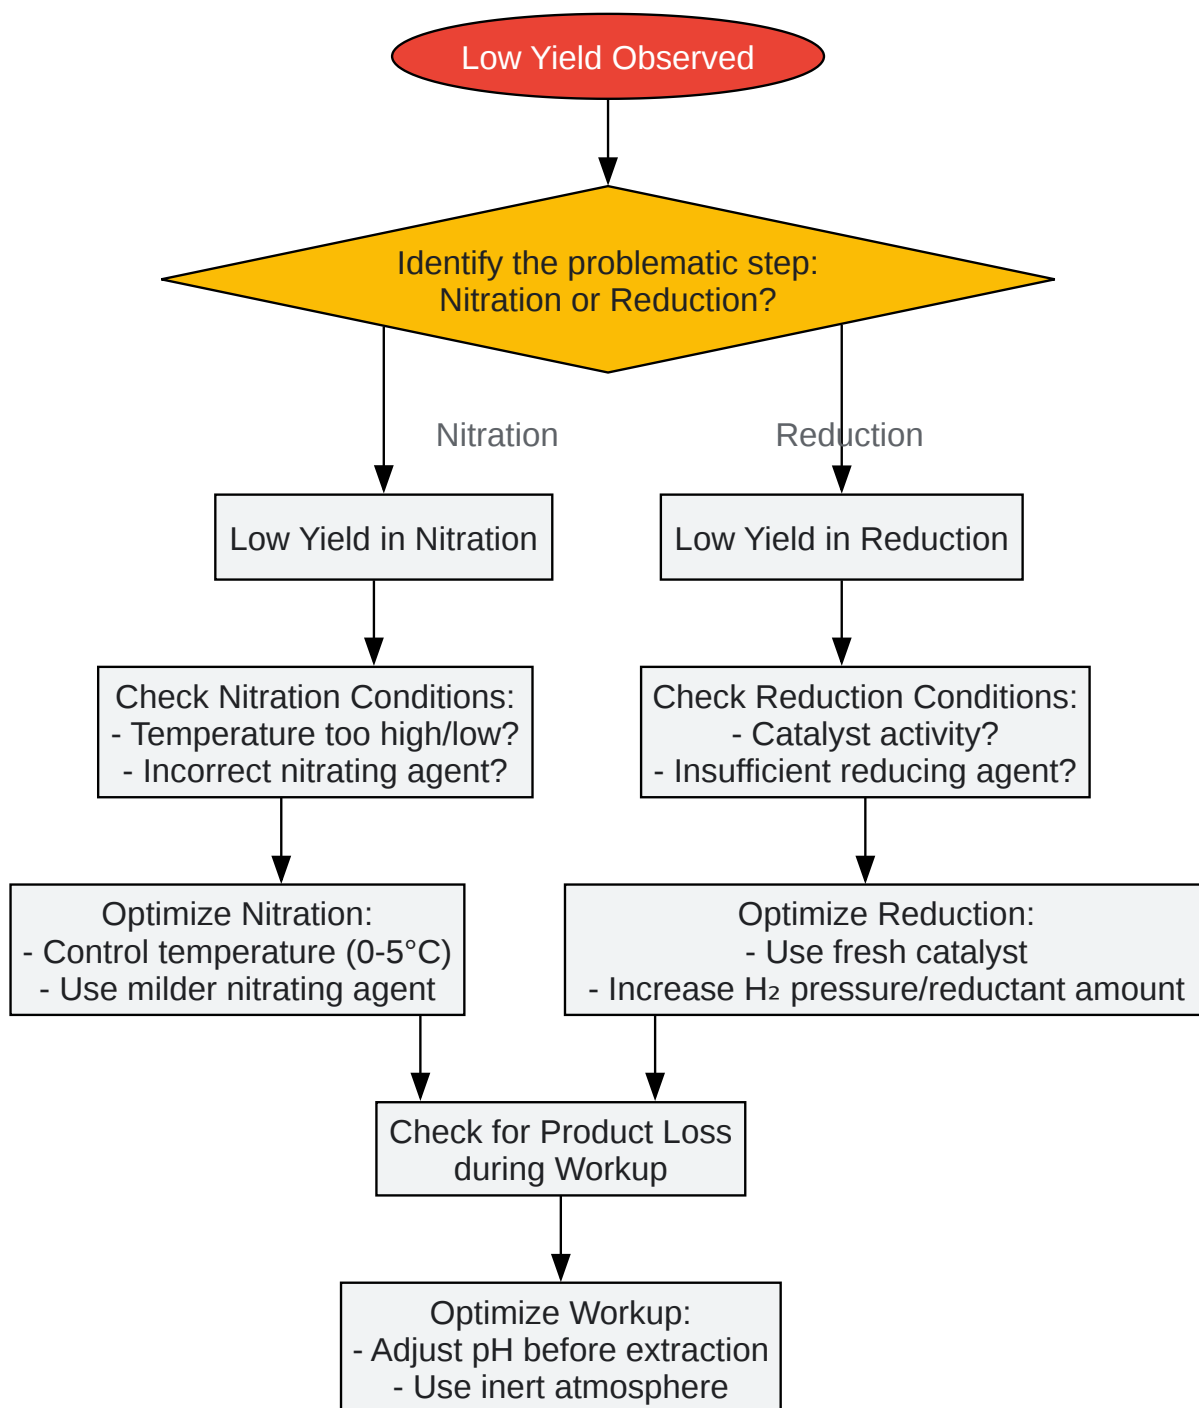 Low Yield Observed
Identify the problematic step:
Nitration or Reduction?
Nitration
Reduction
Low Yield in Nitration
Low Yield in Reduction
Check Nitration Conditions:
- Temperature too high/low?
- Incorrect nitrating agent?
Check Reduction Conditions:
- Catalyst activity?
- Insufficient reducing agent?
Optimize Nitration:
- Control temperature (0-5°C)
- Use milder nitrating agent
Optimize Reduction:
- Use fresh catalyst
- Increase H₂ pressure/reductant amount
Check for Product Loss
during Workup
Optimize Workup:
- Adjust pH before extraction
- Use inert atmosphere